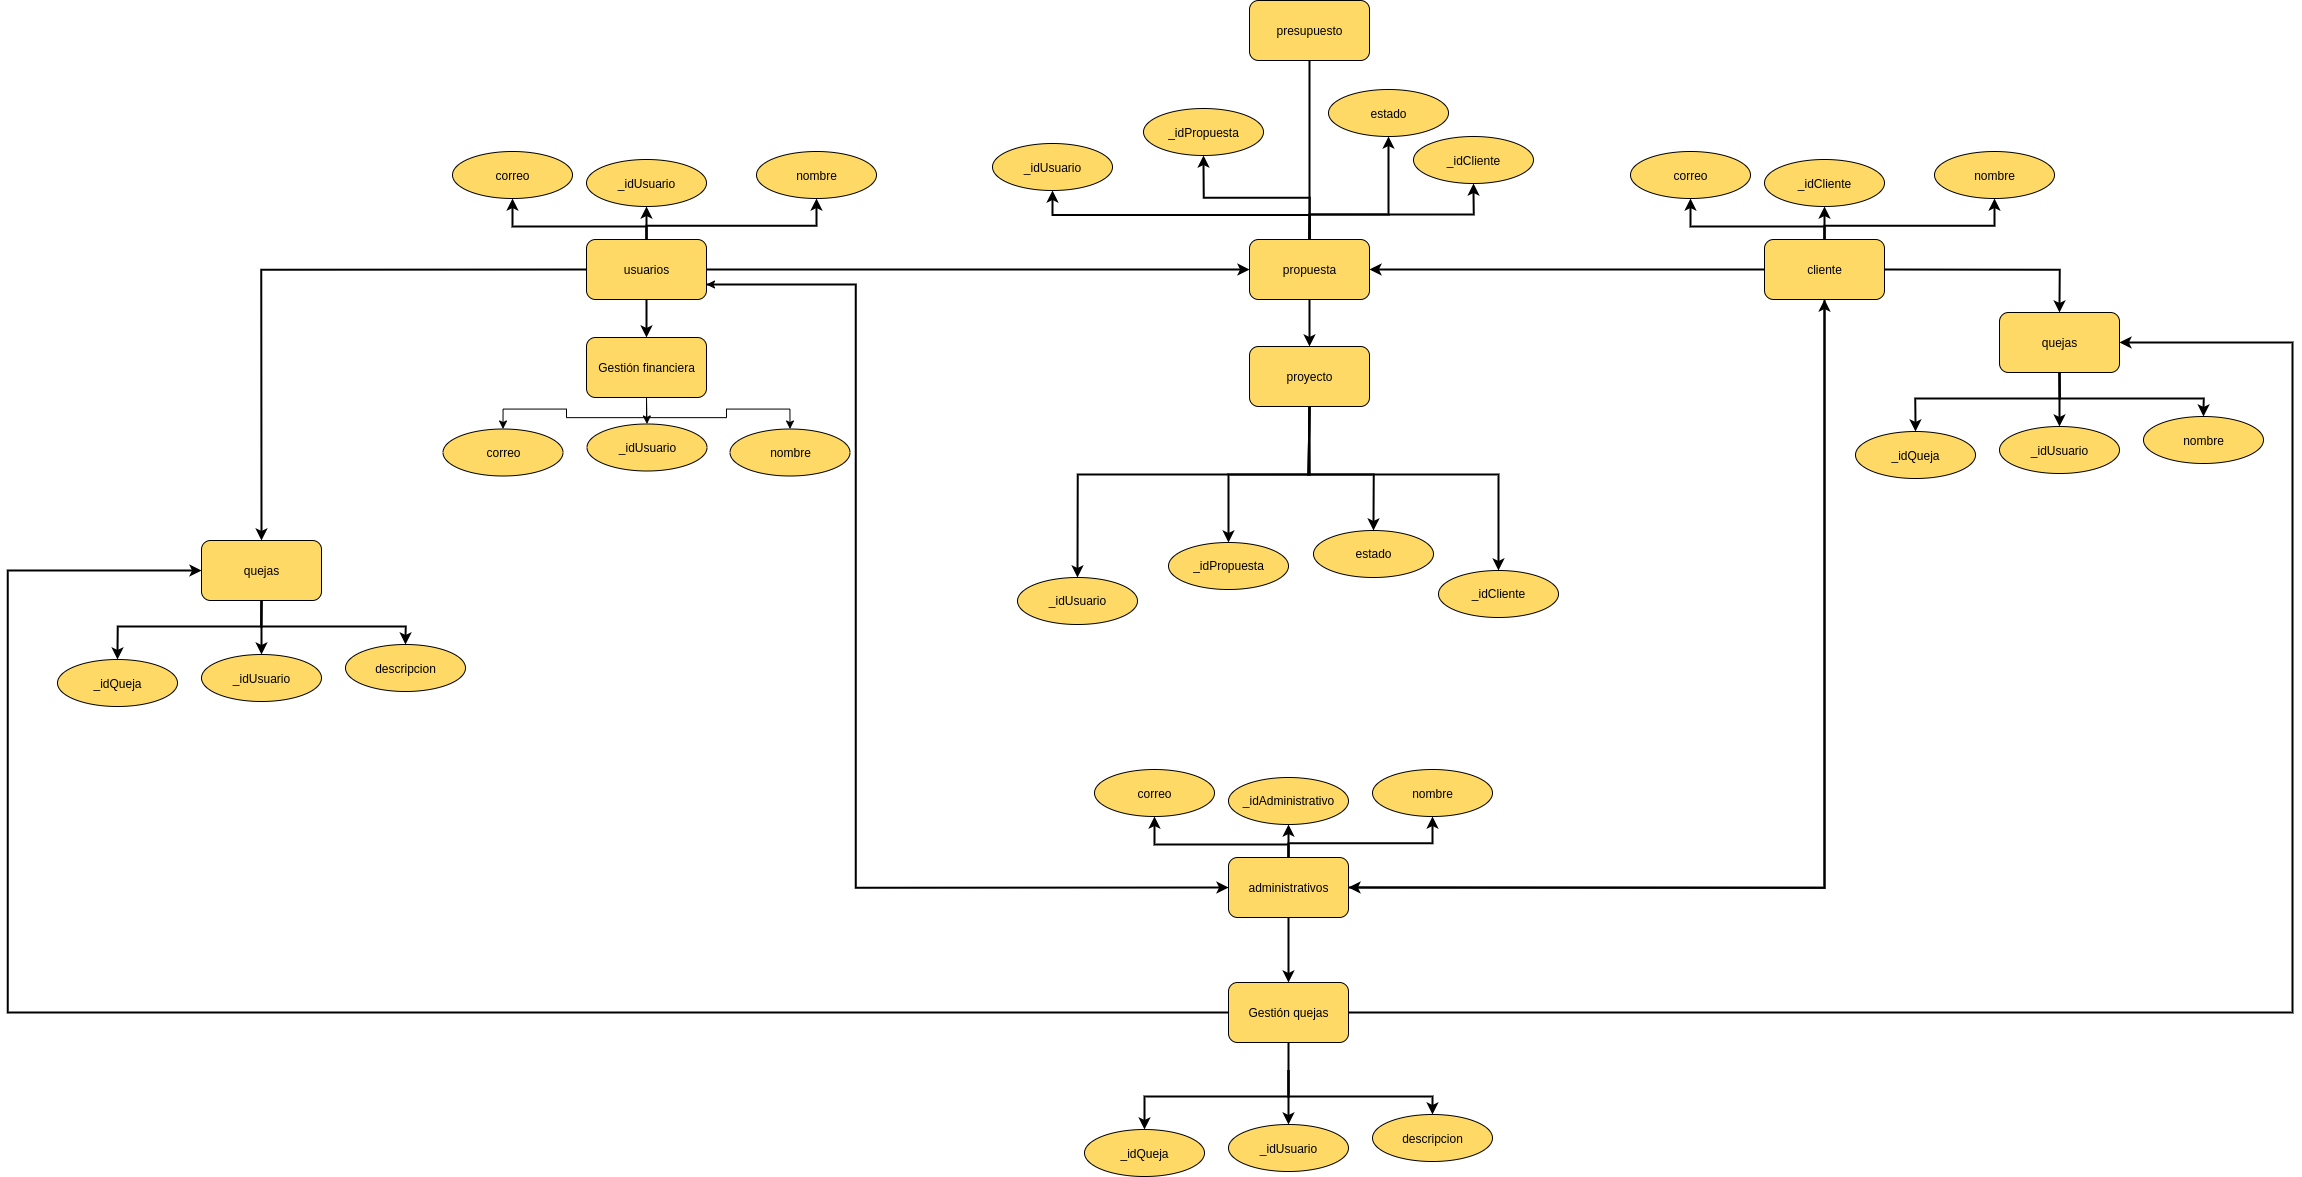 presupuesto
estado
_idPropuesta
_idCliente
_idUsuario
correo
_idUsuario
nombre
correo
_idCliente
nombre
usuarios
propuesta
cliente
quejas
Gestión financiera
proyecto
correo
_idUsuario
nombre
_idQueja
_idUsuario
nombre
quejas
estado
_idPropuesta
_idCliente
_idUsuario
_idQueja
_idUsuario
descripcion
correo
_idAdministrativo
nombre
administrativos
Gestión quejas
_idQueja
_idUsuario
descripcion